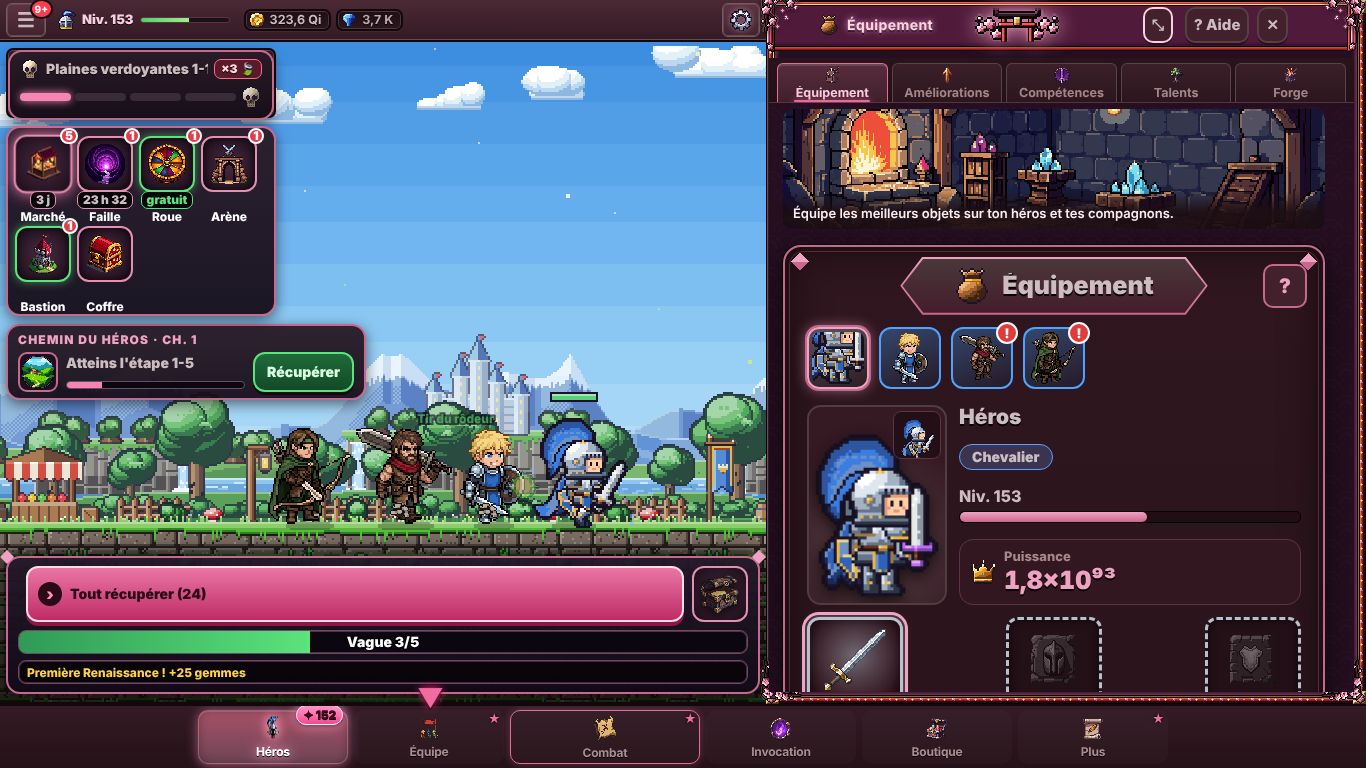 9+
Niv. 153
323,6 Qi
3,7 K
Plaines verdoyantes 1-1
×3
5
1
1
1
3 j
23 h 32
gratuit
Marché
Faille
Roue
Arène
1
Bastion
Coffre
CHEMIN DU HÉROS · CH. 1
Atteins l'étape 1-5
Récupérer
Tir du rôdeur
Tout récupérer (24)
Vague 3/5
Première Renaissance ! +25 gemmes
Équipement
? Aide
×
Équipement
Améliorations
Compétences
Talents
Forge
Équipe les meilleurs objets sur ton héros et tes compagnons.
Équipement
?
!
!
Héros
Chevalier
Niv. 153
Puissance
1,8×10⁹³
+152
Héros
Équipe
Combat
Invocation
Boutique
Plus